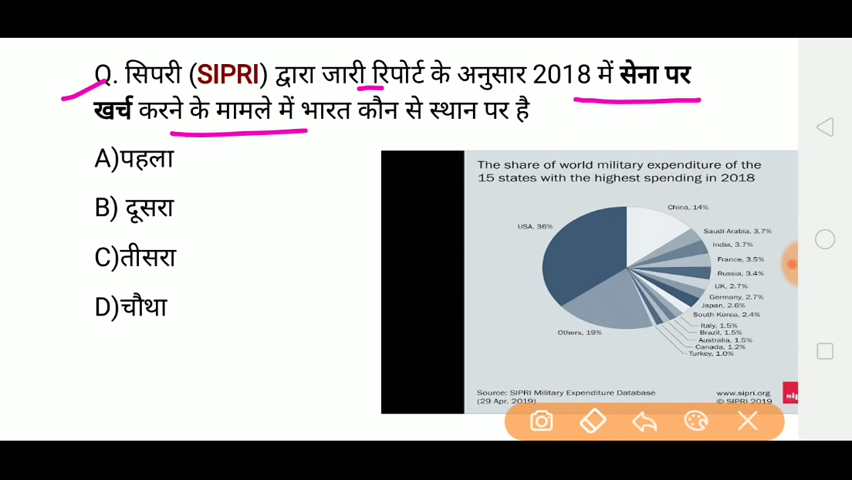 Q. सिपरी (SIPRI) द्वारा जारी रिपोर्ट के अनुसार 2018 में सेना पर
खर्च करने के मामले में भारत कौन से स्थान पर है
A)पहला
B) दूसरा
C)तीसरा
D)चौथा
The share of world military expenditure of the
15 states with the highest spending in 2018
China, 14%
USA, 36%
Saudi Arabia, 3.7%
India, 3.7%
France, 3.5%
Russia, 3.4%
UK, 2.7%
Germany, 2.7%
Japan, 2.6%
South Korea, 2.4%
Italy, 1.5%
Brazil, 1.5%
Australia, 1.5%
Canada, 1.2%
Turkey, 1.0%
Others, 19%
Source: SIPRI Military Expenditure Database
(29 Apr. 2019)
www.sipri.org
© SIPRI 2019